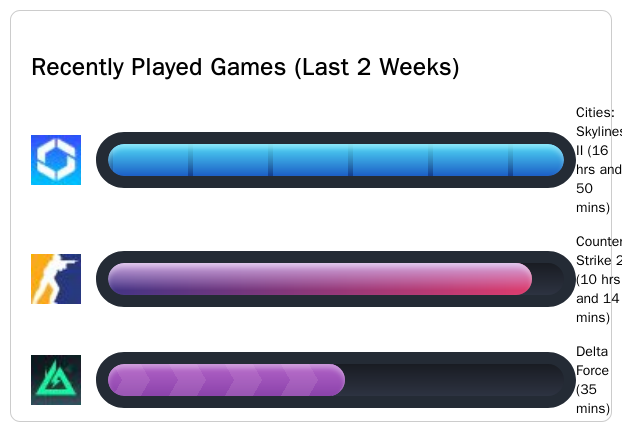 Recently Played Games (Last 2 Weeks)
Cities:
Skylines
II (16
hrs and
50
mins)
Counter
Strike 2
(10 hrs
and 14
mins)
Delta
Force
(35
mins)